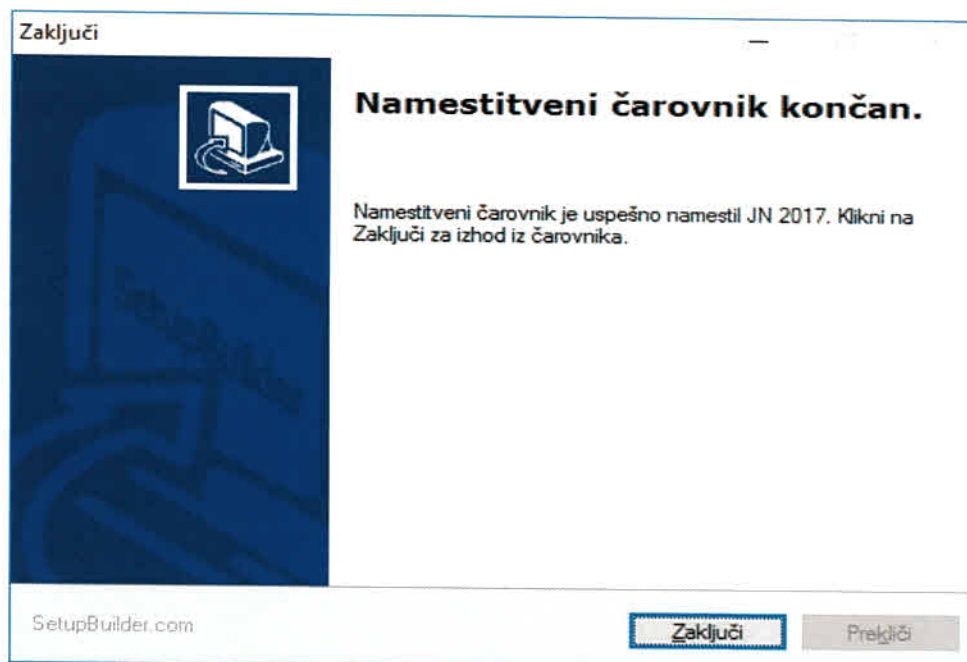 Zaključi
Namestitveni čarovnik končan.
Namestitveni čarovnik je uspešno namestil JN 2017. Klikni na
Zaključi za izhod iz čarovnika.
SetupBuilder
SetupBuilder.com
Zaključi
Prekliči